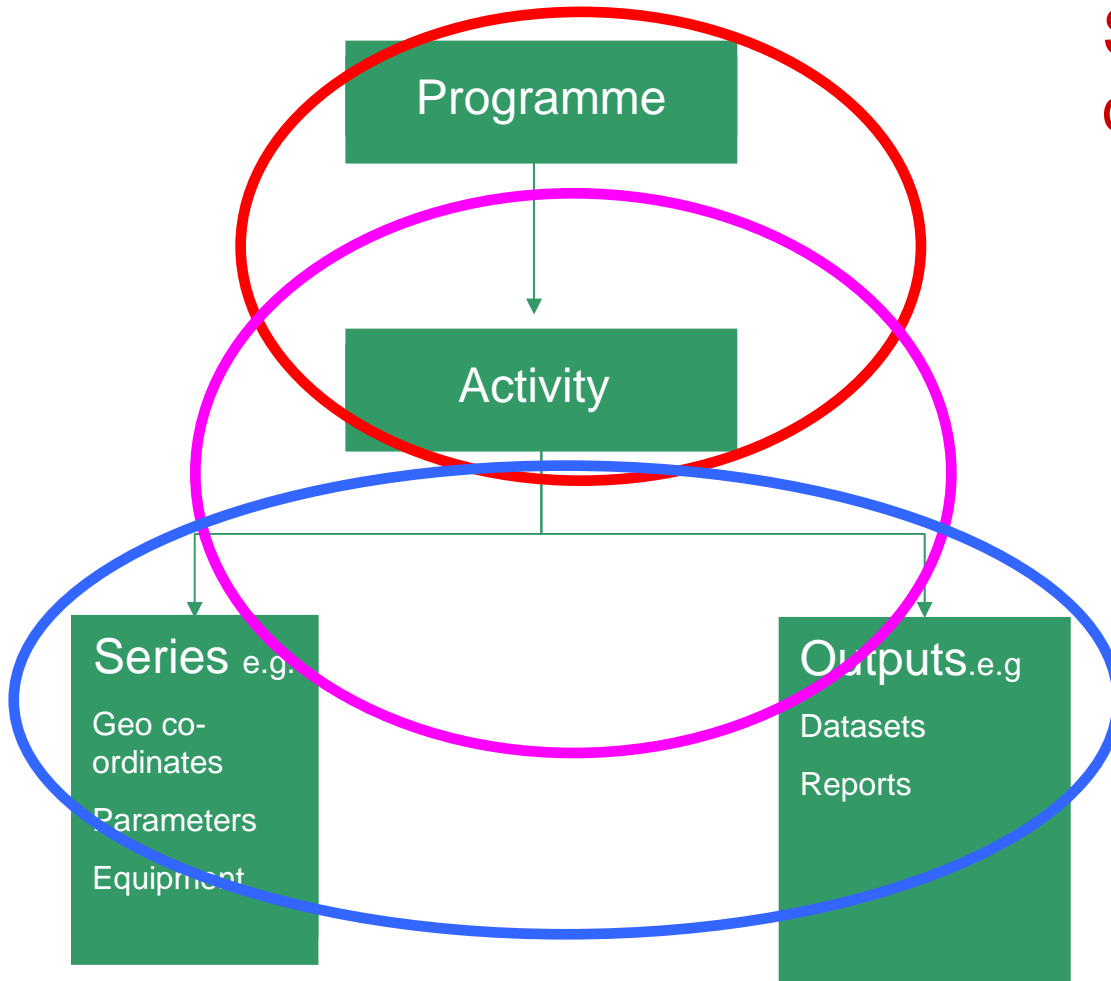 Programme
Activity
Series e.g.
Geo co-
ordinates
Parameters
Equipment
Outputs.e.g
Datasets
Reports